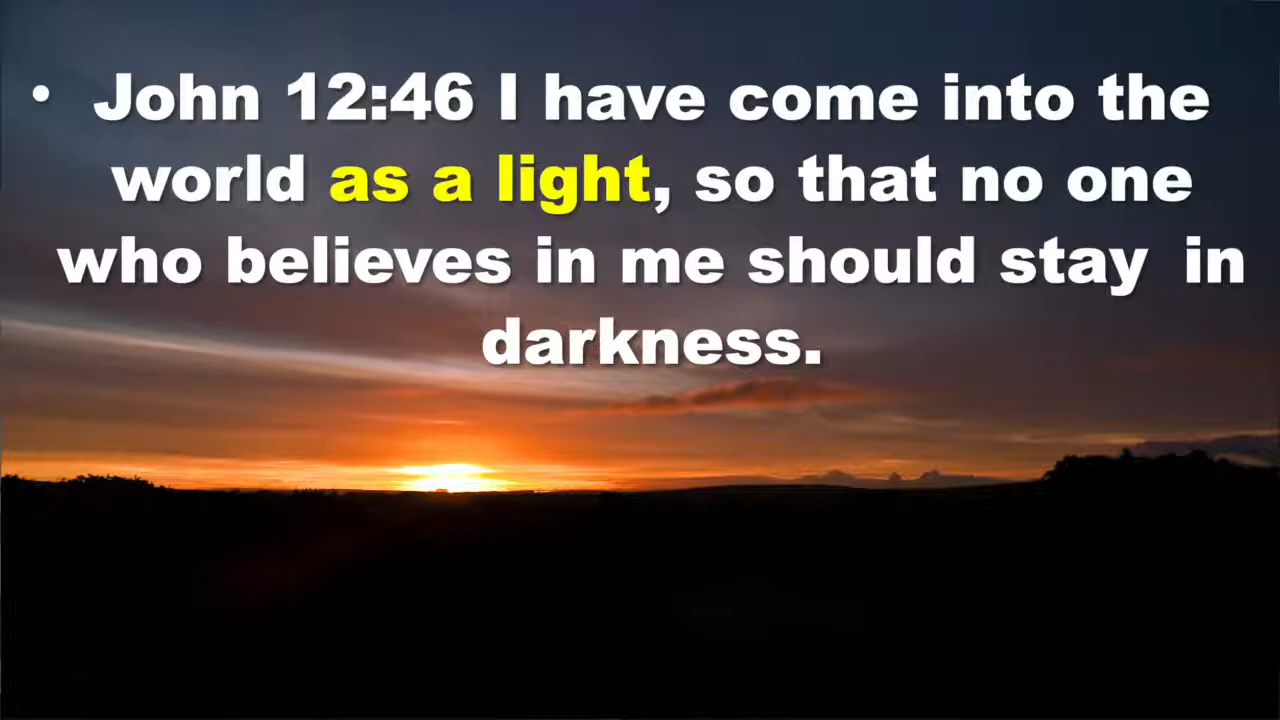 • John 12:46 I have come into the
world as a light, so that no one
who believes in me should stay in
darkness.